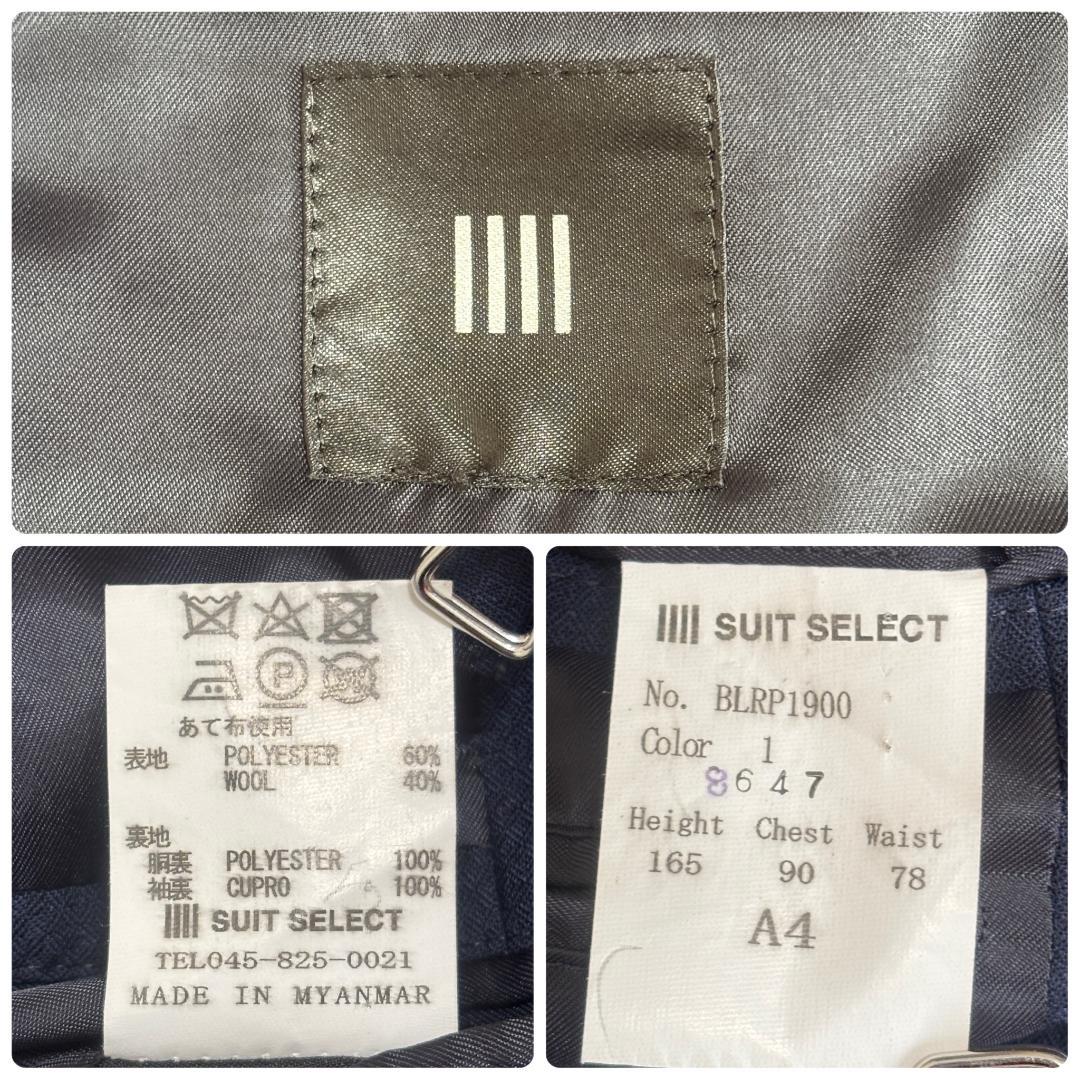 P
あて布使用
表地 POLYESTER 60%
WOOL 40%
裏地
胴裏 POLYESTER 100%
袖裏 CUPRO 100%
SUIT SELECT
TEL045-825-0021
MADE IN MYANMAR
SUIT SELECT
No. BLRP1900
Color 1
8647
Height Chest Waist
165 90 78
A4